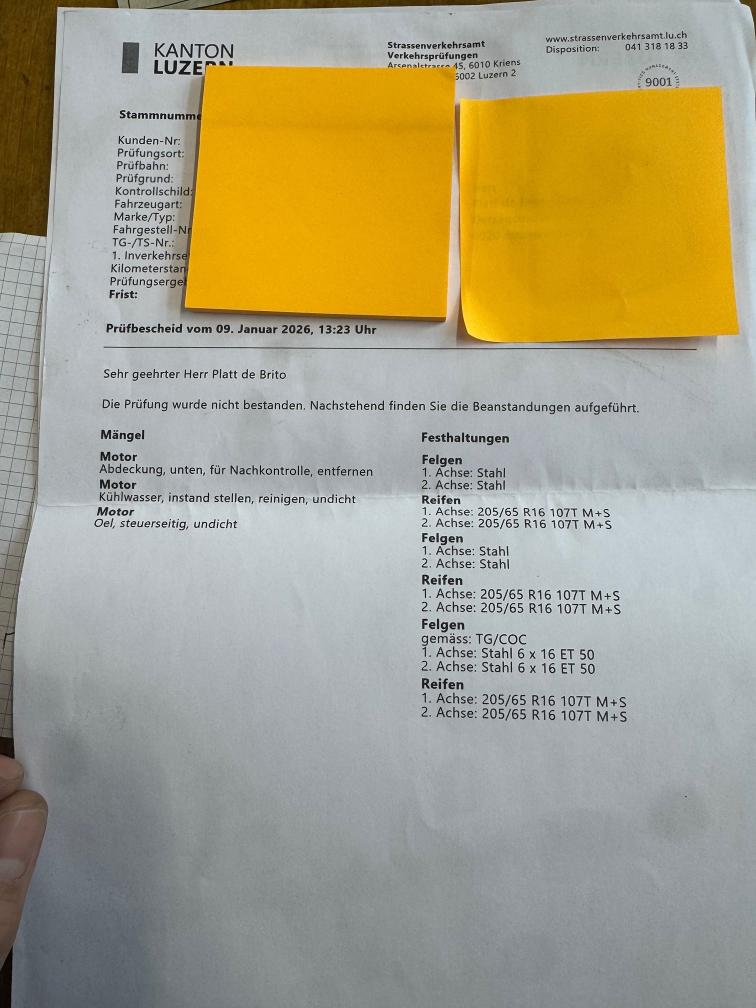 KANTON
LUZERN
Strassenverkehrsamt
Verkehrsprüfungen
Arsenalstrasse 45, 6010 Kriens
6002 Luzern 2
www.strassenverkehrsamt.lu.ch
Disposition: 041 318 18 33
9001
Stammnumme
Kunden-Nr:
Prüfungsort:
Prüfbahn:
Prüfgrund:
Kontrollschild:
Fahrzeugart:
Marke/Typ:
Fahrgestell-Nr
TG-/TS-Nr.:
1. Inverkehrse
Kilometerstan
Prüfungsergeb
Frist:
Prüfbescheid vom 09. Januar 2026, 13:23 Uhr
Sehr geehrter Herr Platt de Brito
Die Prüfung wurde nicht bestanden. Nachstehend finden Sie die Beanstandungen aufgeführt.
Mängel
Motor
Abdeckung, unten, für Nachkontrolle, entfernen
Motor
Kühlwasser, instand stellen, reinigen, undicht
Motor
Oel, steuerseitig, undicht
Festhaltungen
Felgen
1. Achse: Stahl
2. Achse: Stahl
Reifen
1. Achse: 205/65 R16 107T M+S
2. Achse: 205/65 R16 107T M+S
Felgen
1. Achse: Stahl
2. Achse: Stahl
Reifen
1. Achse: 205/65 R16 107T M+S
2. Achse: 205/65 R16 107T M+S
Felgen
gemäss: TG/COC
1. Achse: Stahl 6 x 16 ET 50
2. Achse: Stahl 6 x 16 ET 50
Reifen
1. Achse: 205/65 R16 107T M+S
2. Achse: 205/65 R16 107T M+S